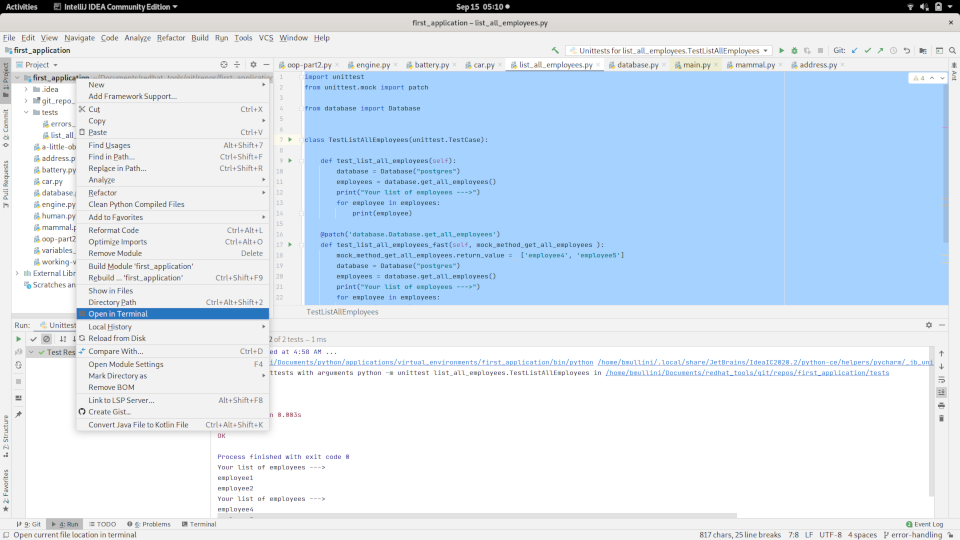 Activities IntelliJ IDEA Community Edition Sep 15 05:10
first_application – list_all_employees.py
File Edit View Navigate Code Analyze Refactor Build Run Tools VCS Window Help
first_application Unittests for list_all_employees.TestListAllEmployees Git:
Project
oop-part2.py engine.py battery.py car.py list_all_employees.py database.py main.py mammal.py address.py
1: Project
Commit
Pull Requests
Z: Structure
2: Favorites
Ant
first_application
.idea
git_repo_
tests
errors_
list_all_
a-little-ob
address.p
battery.py
car.py
database.
engine.py
human.py
mammal.
oop-part2
variables_
working-v
External Libr
Scratches an
New
Add Framework Support...
Cut Ctrl+X
Copy
Paste Ctrl+V
Find Usages Alt+Shift+7
Find in Path... Ctrl+Shift+F
Replace in Path... Ctrl+Shift+R
Analyze
Refactor
Clean Python Compiled Files
Add to Favorites
Reformat Code Ctrl+Alt+L
Optimize Imports Ctrl+Alt+O
Remove Module Delete
Build Module 'first_application'
Rebuild ... 'first_application' Ctrl+Shift+F9
Show in Files
Directory Path Ctrl+Alt+Shift+2
Open in Terminal
Local History
Reload from Disk
Compare With... Ctrl+D
Open Module Settings F4
Mark Directory as
Remove BOM
Link to LSP Server... Alt+Shift+F8
Create Gist...
Convert Java File to Kotlin File Ctrl+Alt+Shift+K
4
1 import unittest
2 from unittest.mock import patch
3
4 from database import Database
5
6
7 class TestListAllEmployees(unittest.TestCase):
8
9 def test_list_all_employees(self):
10 database = Database("postgres")
11 employees = database.get_all_employees()
12 print("Your list of employees --->")
13 for employee in employees:
14 print(employee)
15
16 @patch('database.Database.get_all_employees')
17 def test_list_all_employees_fast(self, mock_method_get_all_employees ):
18 mock_method_get_all_employees.return_value = ['employee4', 'employee5']
19 database = Database("postgres")
20 employees = database.get_all_employees()
21 print("Your list of employees --->")
22 for employee in employees:
TestListAllEmployees
Run: Unittest
Test Res
2 of 2 tests – 1 ms
ed at 4:58 AM ...
i/Documents/python/applications/virtual_environments/first_application/bin/python /home/bmullini/.local/share/JetBrains/IdeaIC2020.2/python-ce/helpers/pycharm/_jb_uni
ttests with arguments python -m unittest list_all_employees.TestListAllEmployees in /home/bmullini/Documents/redhat_tools/git/repos/first_application/tests
n 0.003s
OK
Process finished with exit code 0
Your list of employees --->
employee1
employee2
Your list of employees --->
employee4
9: Git 4: Run TODO 6: Problems Terminal Event Log
Open current file location in terminal 817 chars, 25 line breaks 7:8 LF UTF-8 4 spaces error-handling